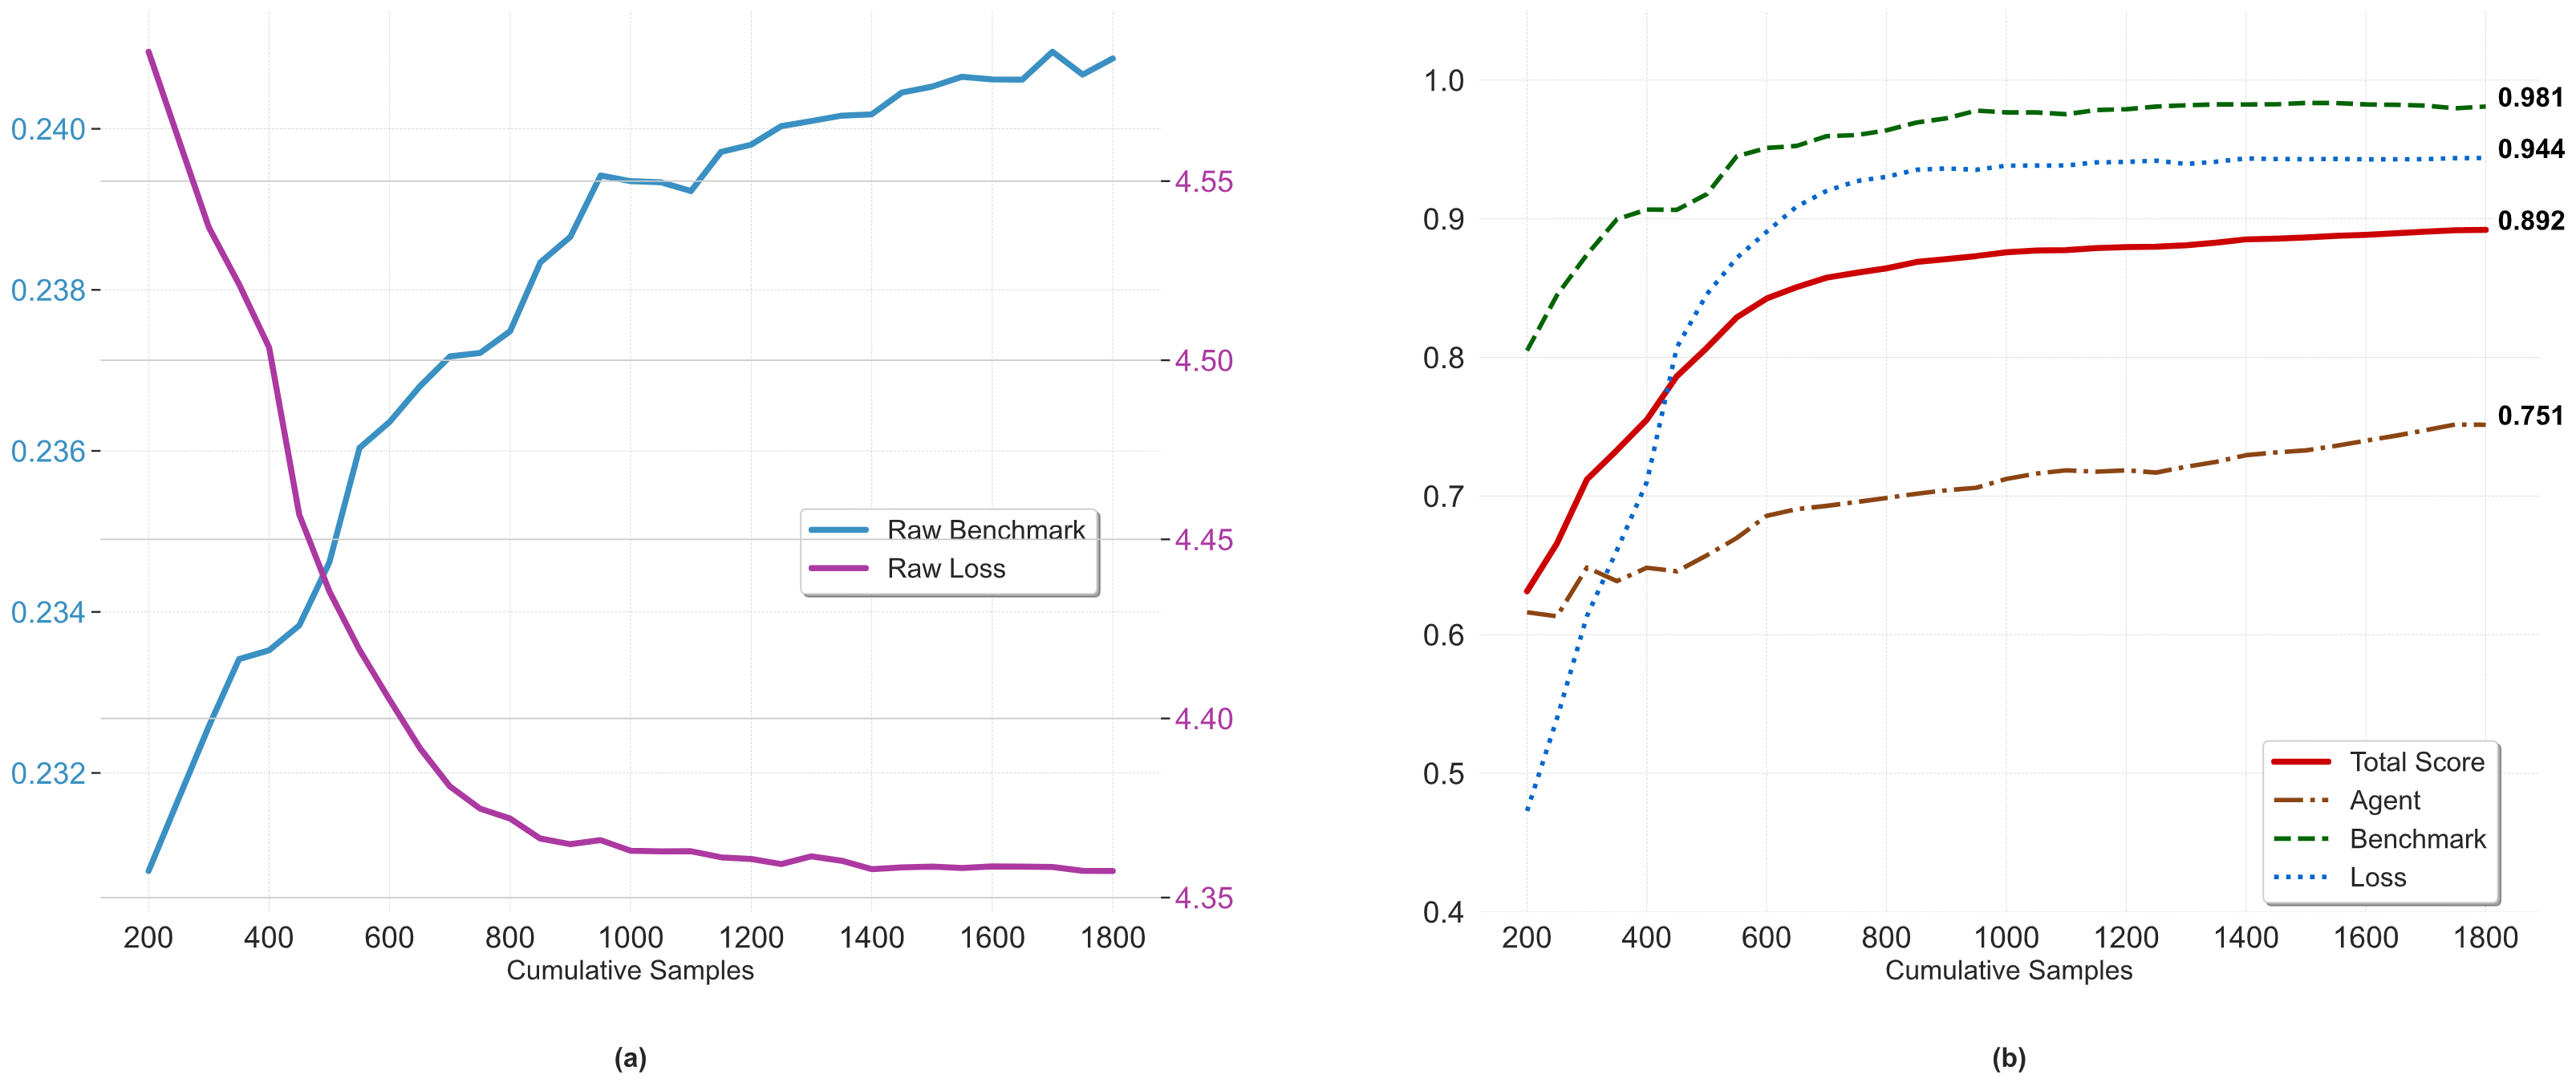 0.240
0.238
0.236
0.234
0.232
4.55
4.50
4.45
4.40
4.35
Raw Benchmark
Raw Loss
200 400 600 800 1000 1200 1400 1600 1800
Cumulative Samples
(a)
1.0
0.9
0.8
0.7
0.6
0.5
0.4
0.981
0.944
0.892
0.751
Total Score
Agent
Benchmark
Loss
200 400 600 800 1000 1200 1400 1600 1800
Cumulative Samples
(b)